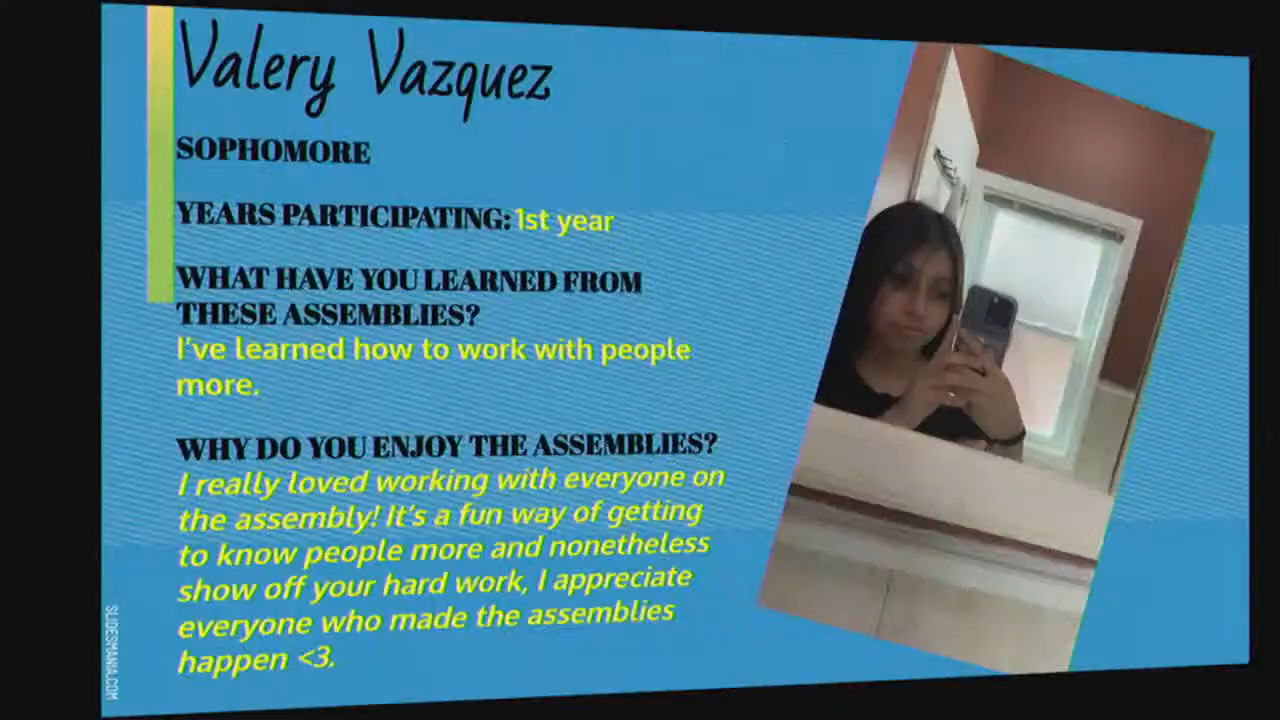 Valery Vazquez
SOPHOMORE
YEARS PARTICIPATING: 1st year
WHAT HAVE YOU LEARNED FROM
THESE ASSEMBLIES?
I've learned how to work with people
more.
WHY DO YOU ENJOY THE ASSEMBLIES?
I really loved working with everyone on
the assembly! It's a fun way of getting
to know people more and nonetheless
show off your hard work, I appreciate
everyone who made the assemblies
happen <3.
SLIDESMANIA.COM